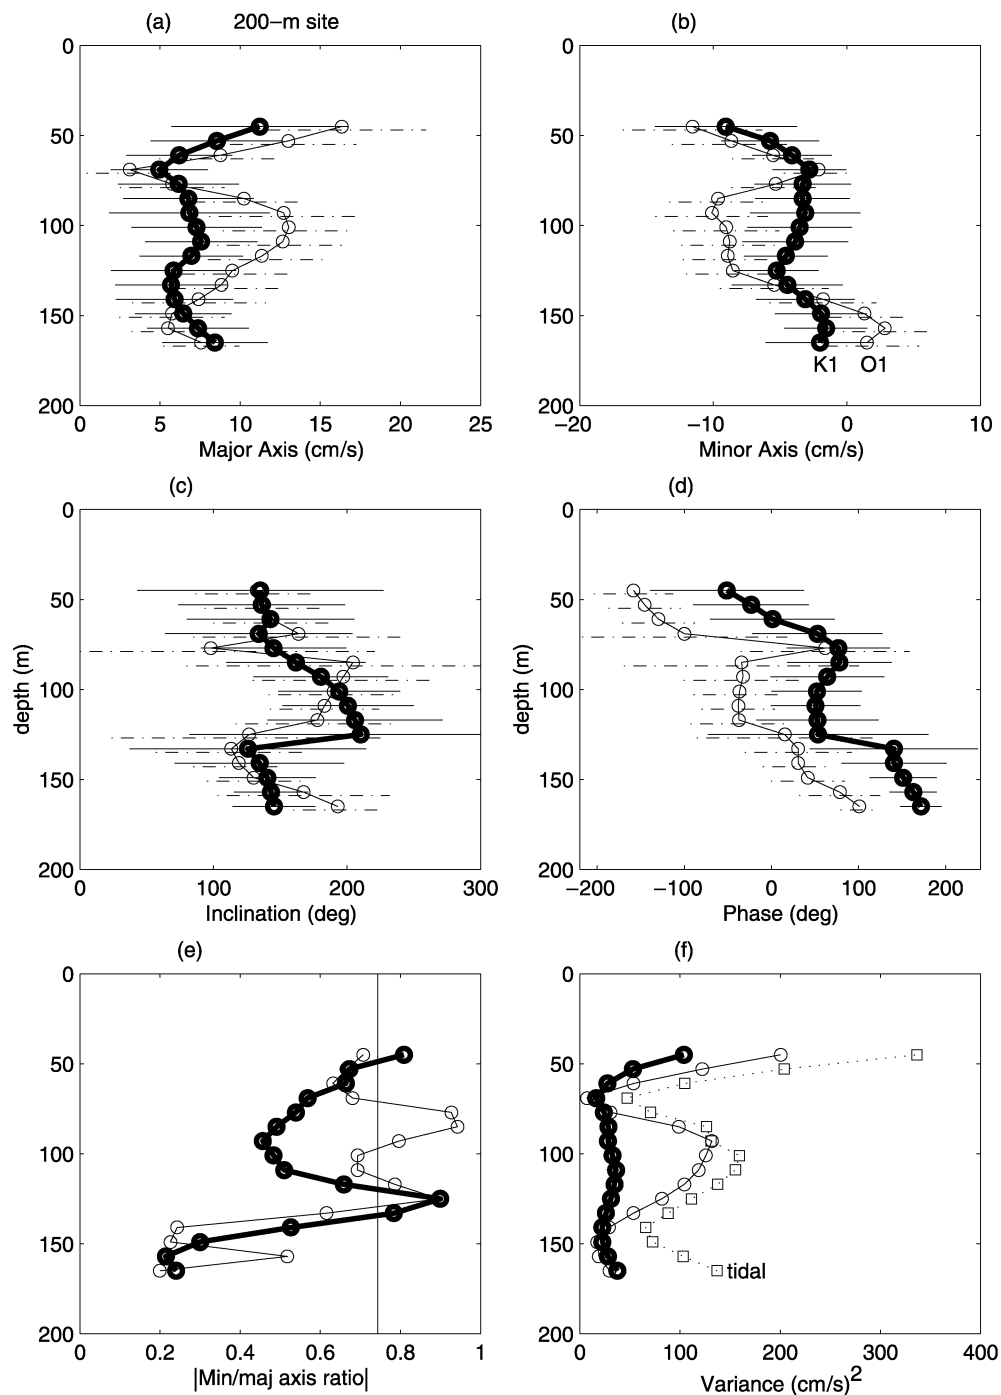 (a) 200−m site (b)
0 0
50 50
100 100
150 150
200 200
0 5 10 15 20 25 −20 −10 0 10
K1 O1
Major Axis (cm/s) Minor Axis (cm/s)
(c) (d)
0 0
50 50
depth (m) depth (m)
100 100
150 150
200 200
0 100 200 300 −200 −100 0 100 200
Inclination (deg) Phase (deg)
(e) (f)
0 0
50 50
100 100
150 150
tidal
200 200
0 0.2 0.4 0.6 0.8 1 0 100 200 300 400
|Min/maj axis ratio| Variance (cm/s)²